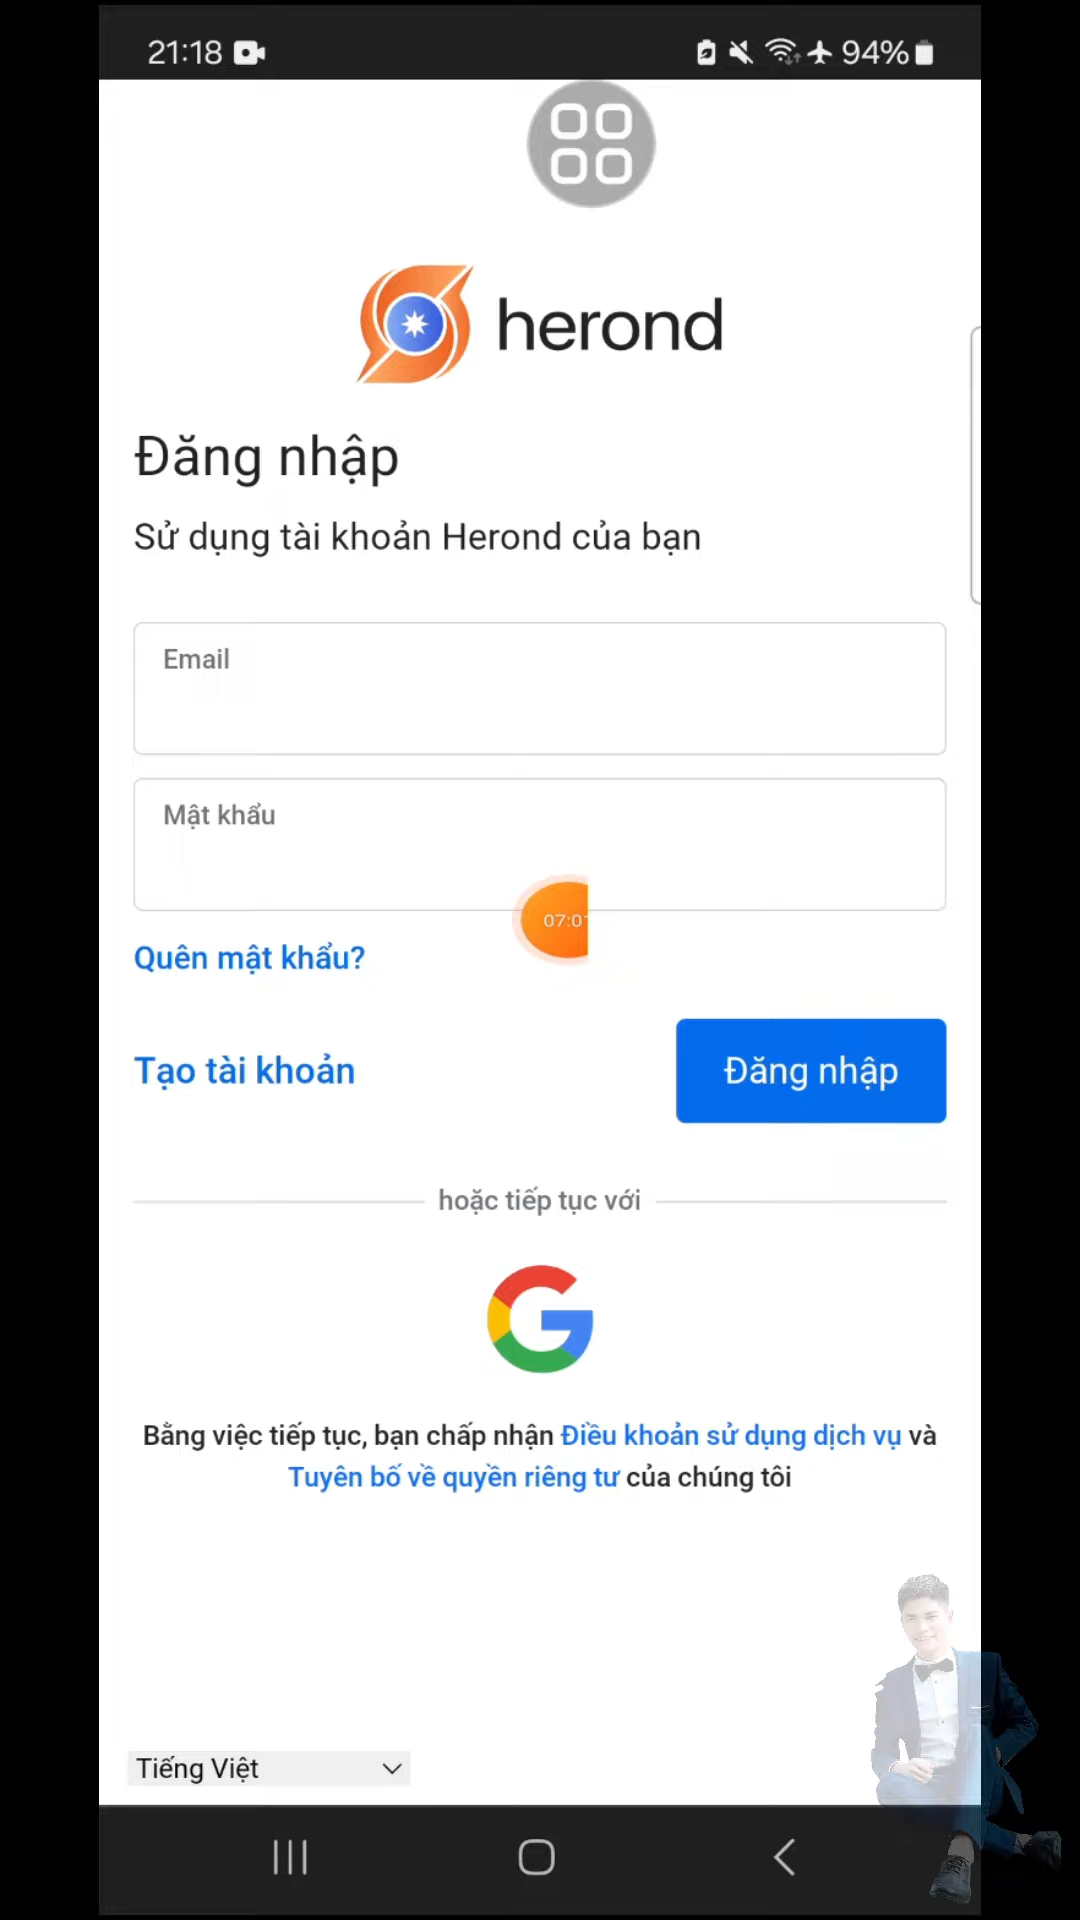 21:18 94%
herond
Đăng nhập
Sử dụng tài khoản Herond của bạn
Email
Mật khẩu
07:01
Quên mật khẩu?
Tạo tài khoản
Đăng nhập
hoặc tiếp tục với
Bằng việc tiếp tục, bạn chấp nhận Điều khoản sử dụng dịch vụ và
Tuyên bố về quyền riêng tư của chúng tôi
Tiếng Việt